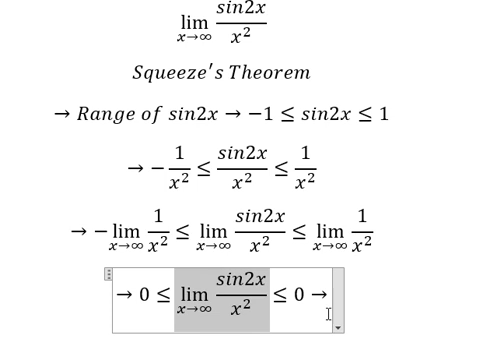 lim x→∞ sin2x/x²
Squeeze's Theorem
→ Range of sin2x → −1 ≤ sin2x ≤ 1
→ − 1/x² ≤ sin2x/x² ≤ 1/x²
→ − lim x→∞ 1/x² ≤ lim x→∞ sin2x/x² ≤ lim x→∞ 1/x²
→ 0 ≤ lim x→∞ sin2x/x² ≤ 0 →